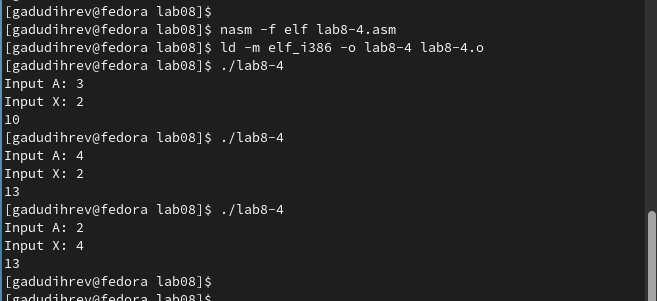 [gadudihrev@fedora lab08]$
[gadudihrev@fedora lab08]$ nasm -f elf lab8-4.asm
[gadudihrev@fedora lab08]$ ld -m elf_i386 -o lab8-4 lab8-4.o
[gadudihrev@fedora lab08]$ ./lab8-4
Input A: 3
Input X: 2
10
[gadudihrev@fedora lab08]$ ./lab8-4
Input A: 4
Input X: 2
13
[gadudihrev@fedora lab08]$ ./lab8-4
Input A: 2
Input X: 4
13
[gadudihrev@fedora lab08]$
[gadudihrev@fedora lab08]$